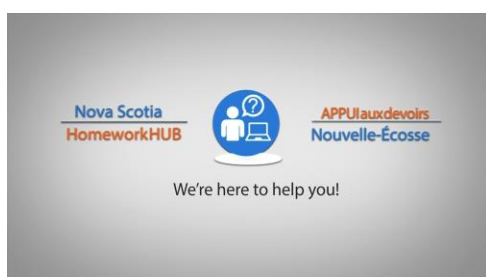 Nova Scotia
HomeworkHUB
APPUIauxdevoirs
Nouvelle-Écosse
We're here to help you!